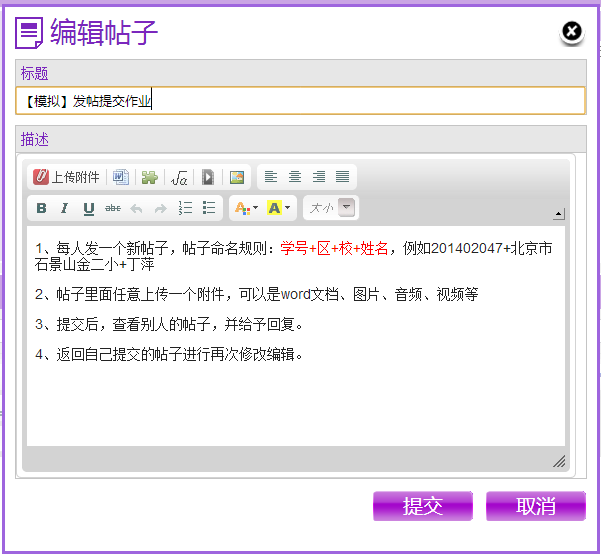 编辑帖子
标题
【模拟】发帖提交作业
描述
上传附件
B I U abc
大小
1、每人发一个新帖子，帖子命名规则：学号+区+校+姓名，例如201402047+北京市
石景山金二小+丁萍
2、帖子里面任意上传一个附件，可以是word文档、图片、音频、视频等
3、提交后，查看别人的帖子，并给予回复。
4、返回自己提交的帖子进行再次修改编辑。
提交 取消